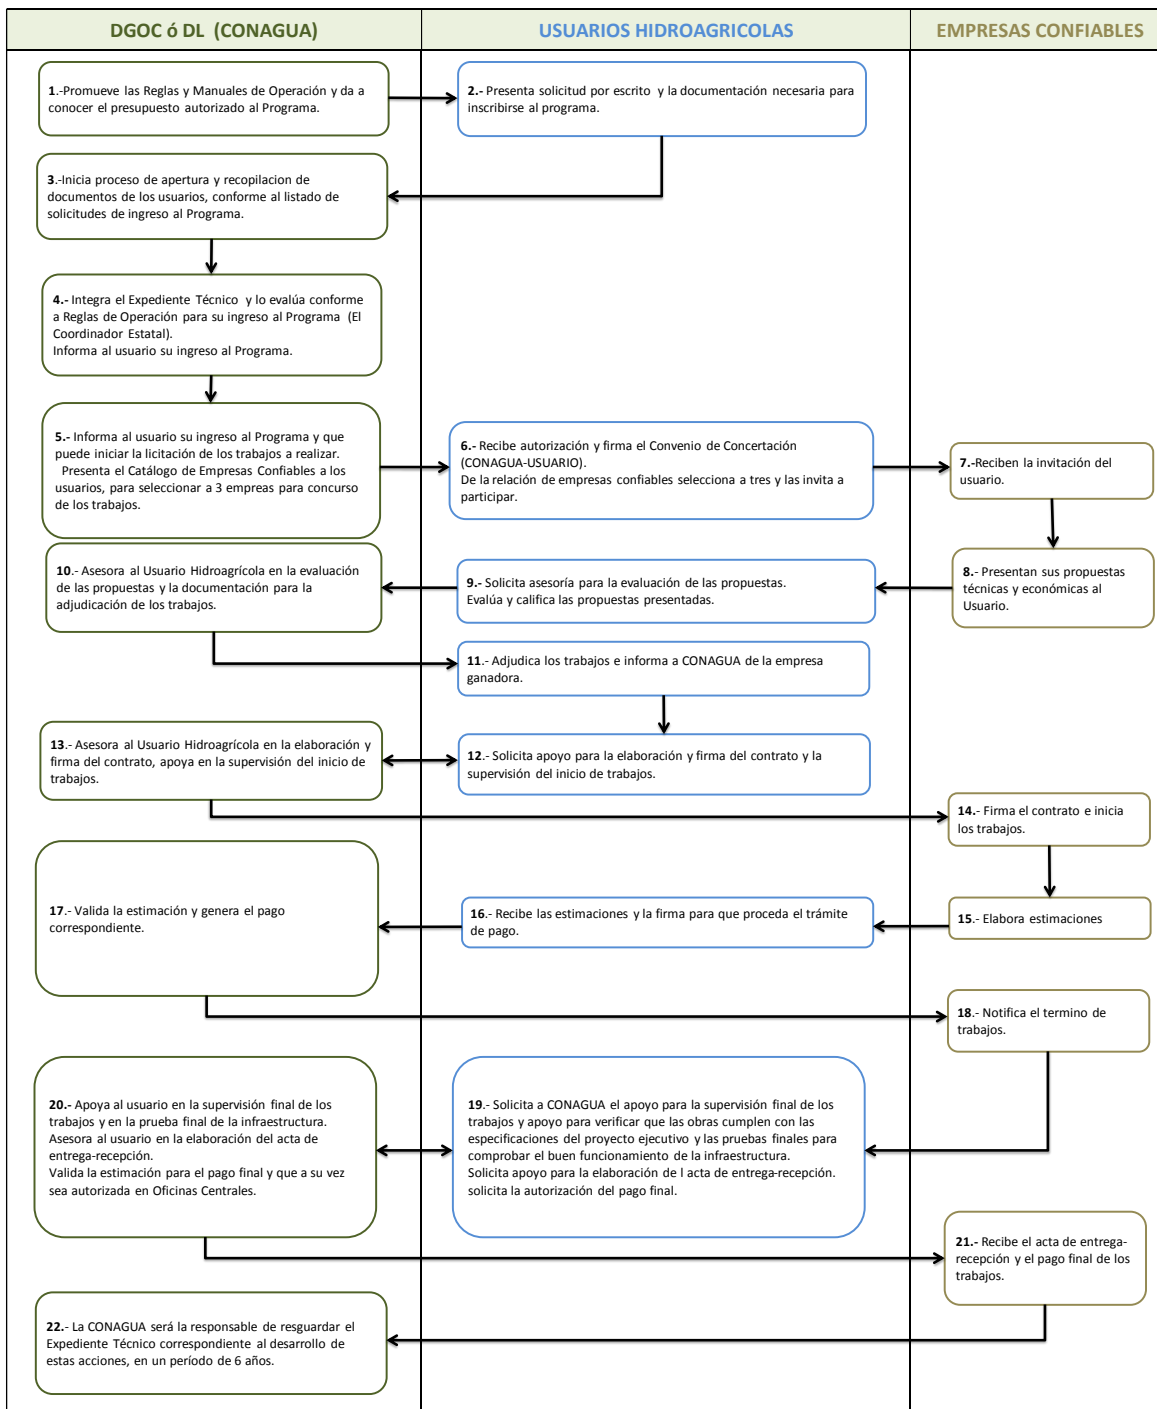 DGOC ó DL (CONAGUA)
USUARIOS HIDROAGRICOLAS
EMPRESAS CONFIABLES
1.-Promueve las Reglas y Manuales de Operación y da a
conocer el presupuesto autorizado al Programa.
2.- Presenta solicitud por escrito y la documentación necesaria para
inscribirse al programa.
3.-Inicia proceso de apertura y recopilacion de
documentos de los usuarios, conforme al listado de
solicitudes de ingreso al Programa.
4.- Integra el Expediente Técnico y lo evalúa conforme
a Reglas de Operación para su ingreso al Programa (El
Coordinador Estatal).
Informa al usuario su ingreso al Programa.
5.- Informa al usuario su ingreso al Programa y que
puede iniciar la licitación de los trabajos a realizar.
Presenta el Catálogo de Empresas Confiables a los
usuarios, para seleccionar a 3 empreas para concurso
de los trabajos.
6.- Recibe autorización y firma el Convenio de Concertación
(CONAGUA-USUARIO).
De la relación de empresas confiables selecciona a tres y las invita a
participar.
7.-Reciben la invitación del
usuario.
8.- Presentan sus propuestas
técnicas y económicas al
Usuario.
9.- Solicita asesoría para la evaluación de las propuestas.
Evalúa y califica las propuestas presentadas.
10.- Asesora al Usuario Hidroagrícola en la evaluación
de las propuestas y la documentación para la
adjudicación de los trabajos.
11.- Adjudica los trabajos e informa a CONAGUA de la empresa
ganadora.
12.- Solicita apoyo para la elaboración y firma del contrato y la
supervisión del inicio de trabajos.
13.- Asesora al Usuario Hidroagrícola en la elaboración y
firma del contrato, apoya en la supervisión del inicio de
trabajos.
14.- Firma el contrato e inicia
los trabajos.
15.- Elabora estimaciones
16.- Recibe las estimaciones y la firma para que proceda el trámite
de pago.
17.- Valida la estimación y genera el pago
correspondiente.
18.- Notifica el termino de
trabajos.
19.- Solicita a CONAGUA el apoyo para la supervisión final de los
trabajos y apoyo para verificar que las obras cumplen con las
especificaciones del proyecto ejecutivo y las pruebas finales para
comprobar el buen funcionamiento de la infraestructura.
Solicita apoyo para la elaboración de l acta de entrega-recepción.
solicita la autorización del pago final.
20.- Apoya al usuario en la supervisión final de los
trabajos y en la prueba final de la infraestructura.
Asesora al usuario en la elaboración del acta de
entrega-recepción.
Valida la estimación para el pago final y que a su vez
sea autorizada en Oficinas Centrales.
21.- Recibe el acta de entrega-
recepción y el pago final de los
trabajos.
22.- La CONAGUA será la responsable de resguardar el
Expediente Técnico correspondiente al desarrollo de
estas acciones, en un período de 6 años.